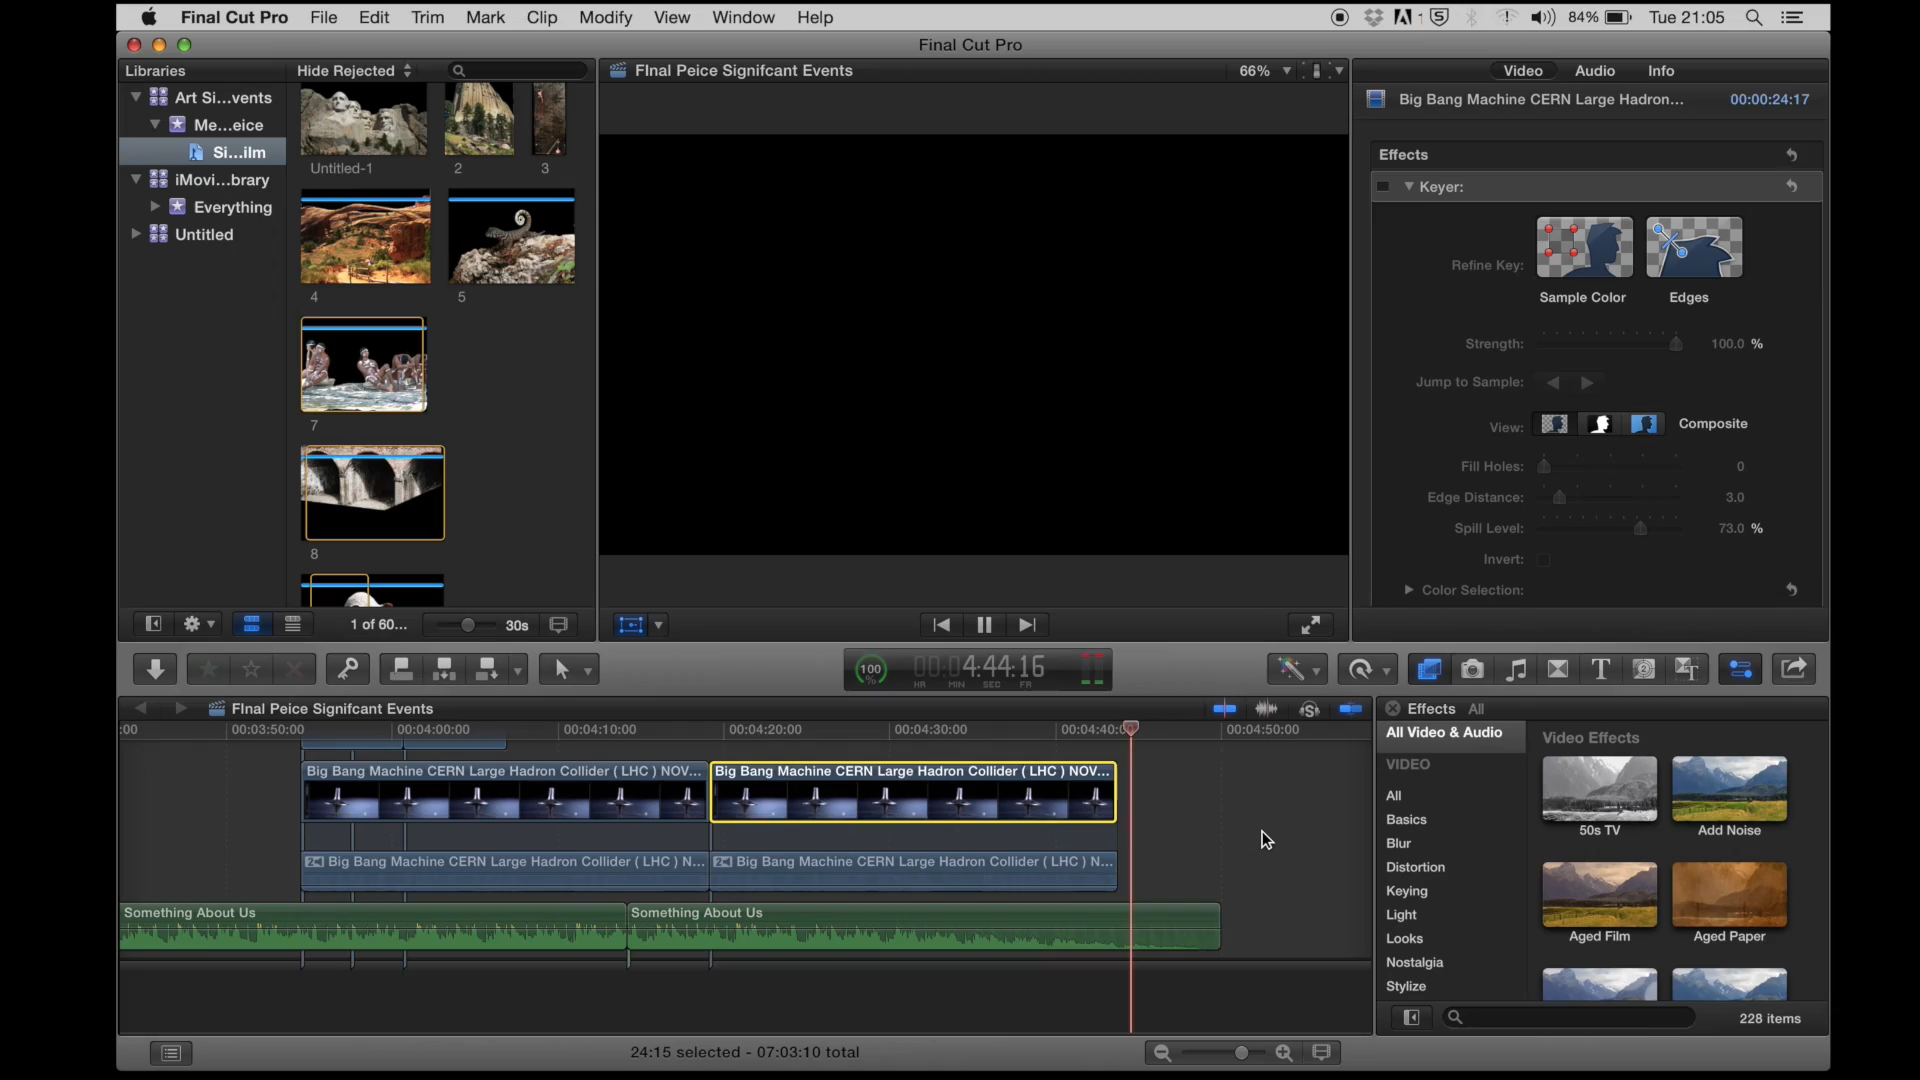 Final Cut Pro File Edit Trim Mark Clip Modify View Window Help 84% Tue 21:05
Final Cut Pro
Libraries Hide Rejected
FInal Peice Signifcant Events 66%
Video Audio Info
Art Si...vents
Me...eice
Si...ilm
iMovi...brary
Everything
Untitled
Untitled-1 2 3
4 5
7
8
Big Bang Machine CERN Large Hadron... 00:00:24:17
Effects
Keyer:
Refine Key:
Sample Color Edges
Strength: 100.0 %
Jump to Sample:
View: Composite
Fill Holes: 0
Edge Distance: 3.0
Spill Level: 73.0 %
Invert:
Color Selection:
1 of 60... 30s
100 % 00:04:44:16
HR MIN SEC FR
FInal Peice Signifcant Events
:00 00:03:50:00 00:04:00:00 00:04:10:00 00:04:20:00 00:04:30:00 00:04:40:0 00:04:50:00
Big Bang Machine CERN Large Hadron Collider ( LHC ) NOV... Big Bang Machine CERN Large Hadron Collider ( LHC ) NOV...
Big Bang Machine CERN Large Hadron Collider ( LHC ) N... Big Bang Machine CERN Large Hadron Collider ( LHC ) N...
Something About Us Something About Us
Effects All
All Video & Audio
VIDEO
All
Basics
Blur
Distortion
Keying
Light
Looks
Nostalgia
Stylize
Video Effects
50s TV Add Noise
Aged Film Aged Paper
228 items
24:15 selected - 07:03:10 total